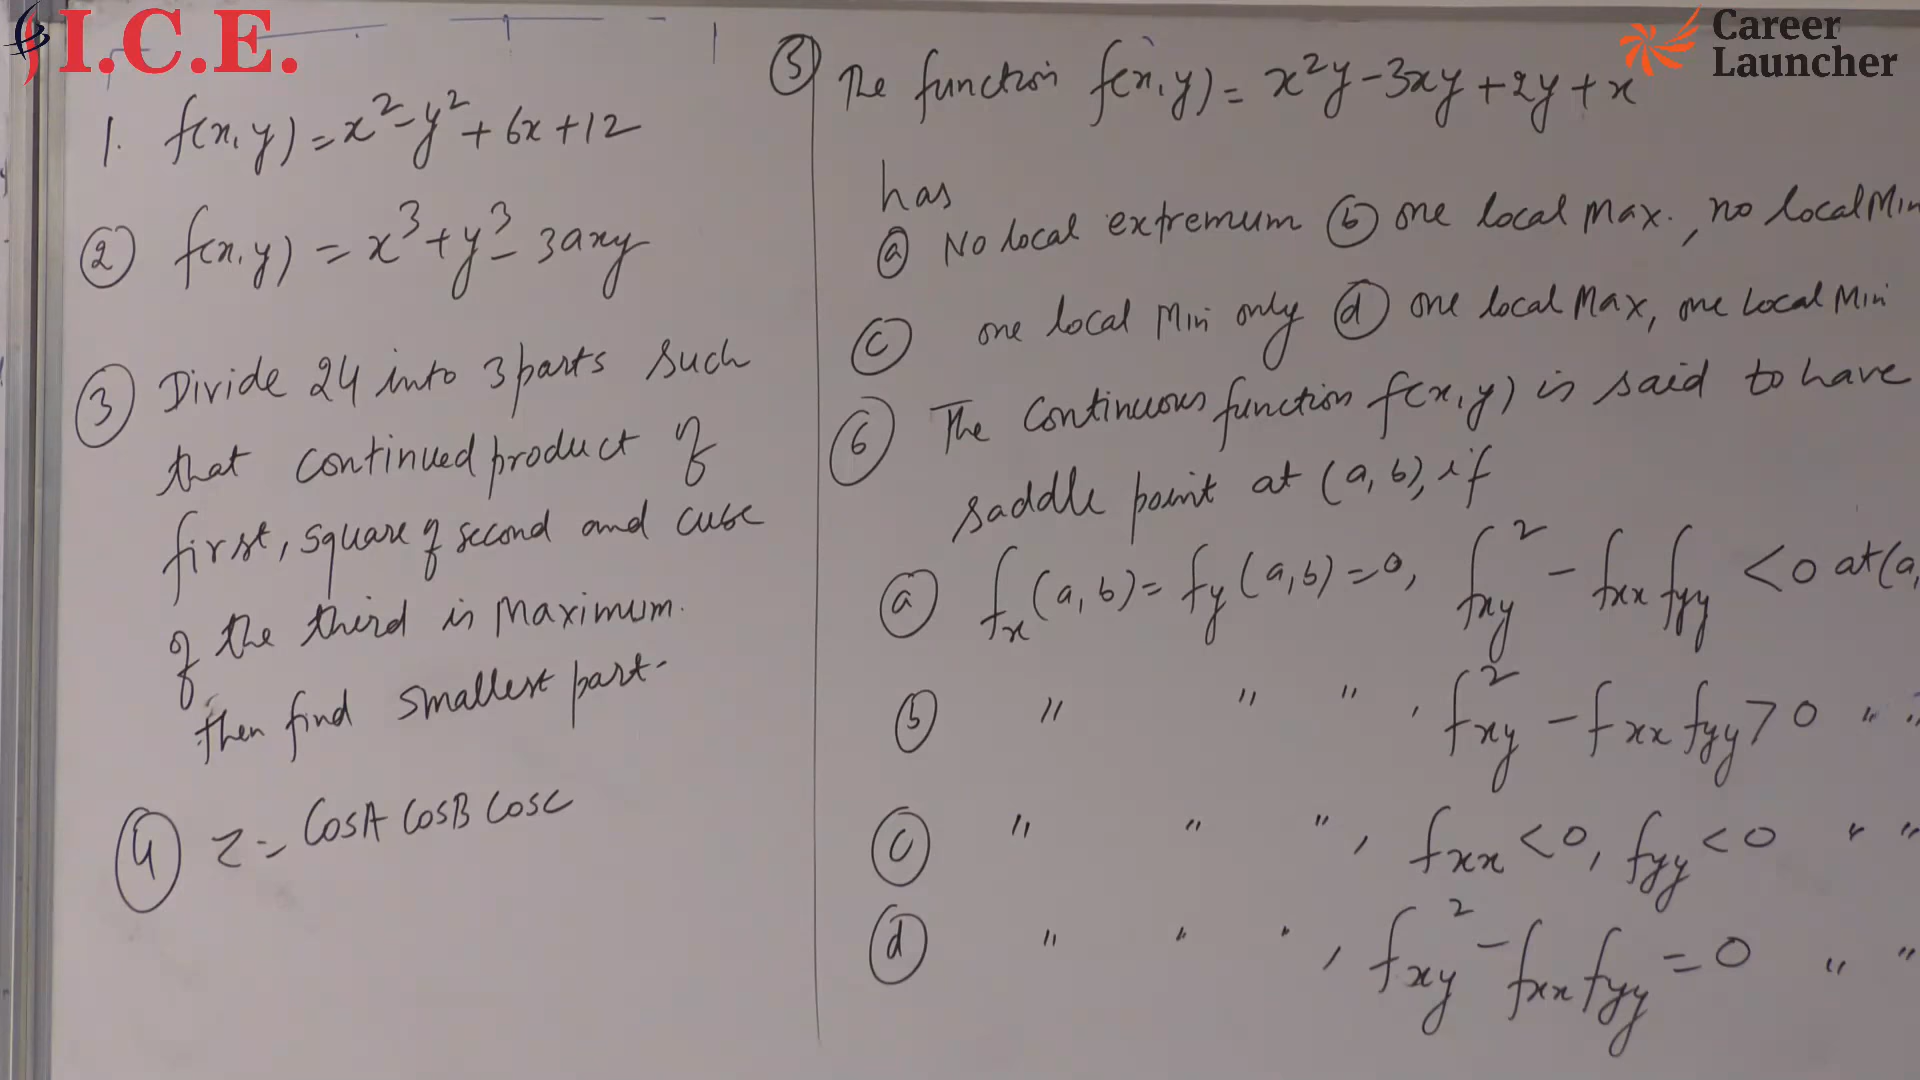 I.C.E.
Career
Launcher
1. f(x,y) = x² - y² + 6x + 12
② f(x,y) = x³ + y³ - 3axy
③ Divide 24 into 3 parts such
that continued product of
first, square of second and cube
of the third is Maximum.
then find smallest part.
④ z = CosA CosB CosC
⑤ The function f(x,y) = x²y - 3xy + 2y + x
has
ⓐ No local extremum ⓑ one local Max., no local Min
ⓒ one local Min only ⓓ one local Max, one Local Min
⑥ The Continuous function f(x,y) is said to have
saddle point at (a,b), if
ⓐ fx(a,b) = fy(a,b) = 0, fxy² - fxx fyy < 0 at (a,
ⓑ " " " , fxy² - fxx fyy > 0 " "
ⓒ " " " , fxx < 0, fyy < 0 " "
ⓓ " " " , fxy² - fxx fyy = 0 " "